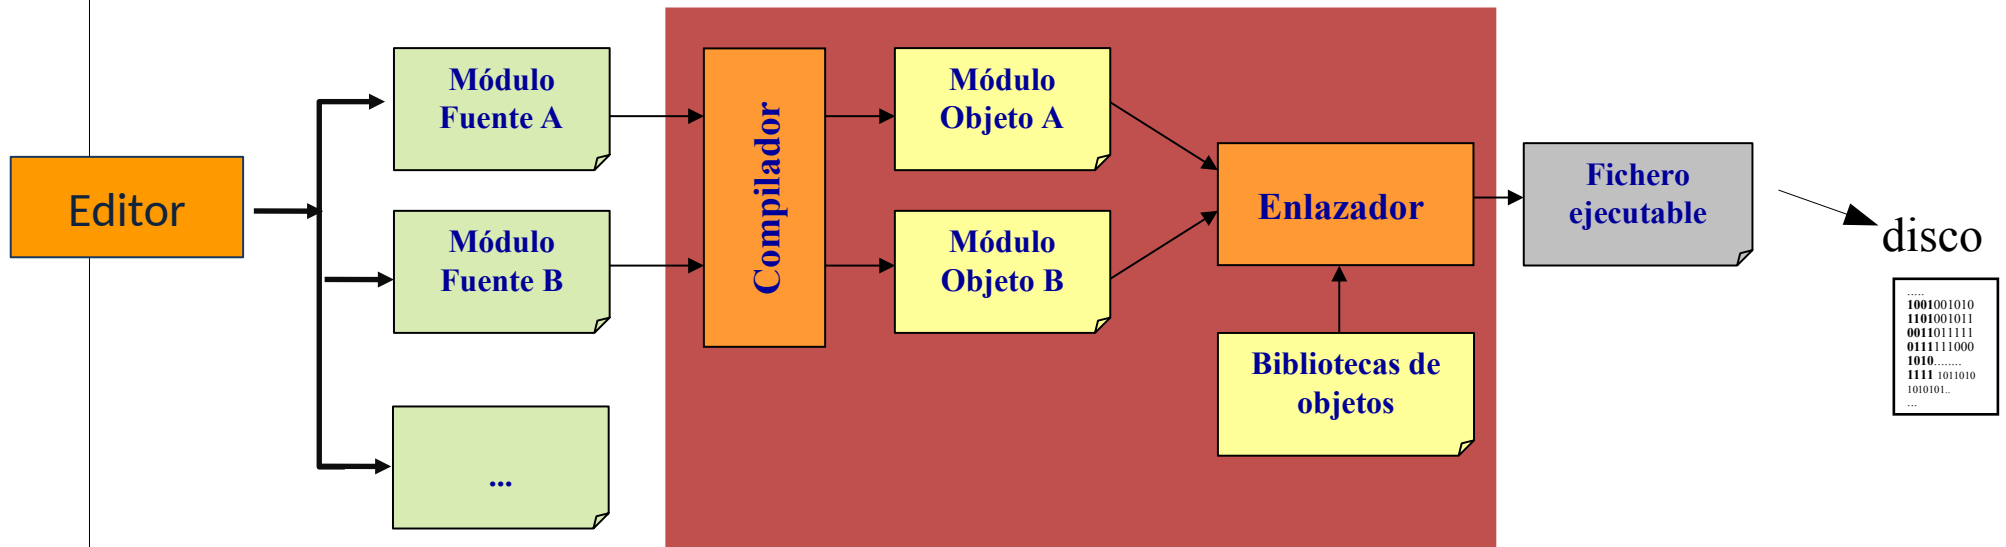 Editor
Módulo
Fuente A
Módulo
Fuente B
...
Compilador
Módulo
Objeto A
Módulo
Objeto B
Enlazador
Bibliotecas de
objetos
Fichero
ejecutable
disco
.....
1001001010
1101001011
0011011111
0111111000
1010........
1111 1011010
1010101..
...